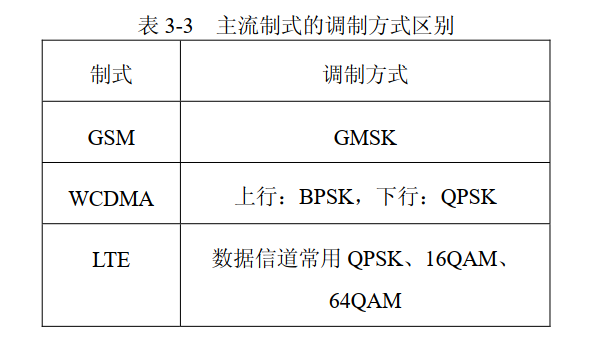 表 3-3 主流制式的调制方式区别
制式 调制方式
GSM GMSK
WCDMA 上行：BPSK，下行：QPSK
LTE 数据信道常用 QPSK、16QAM、
64QAM